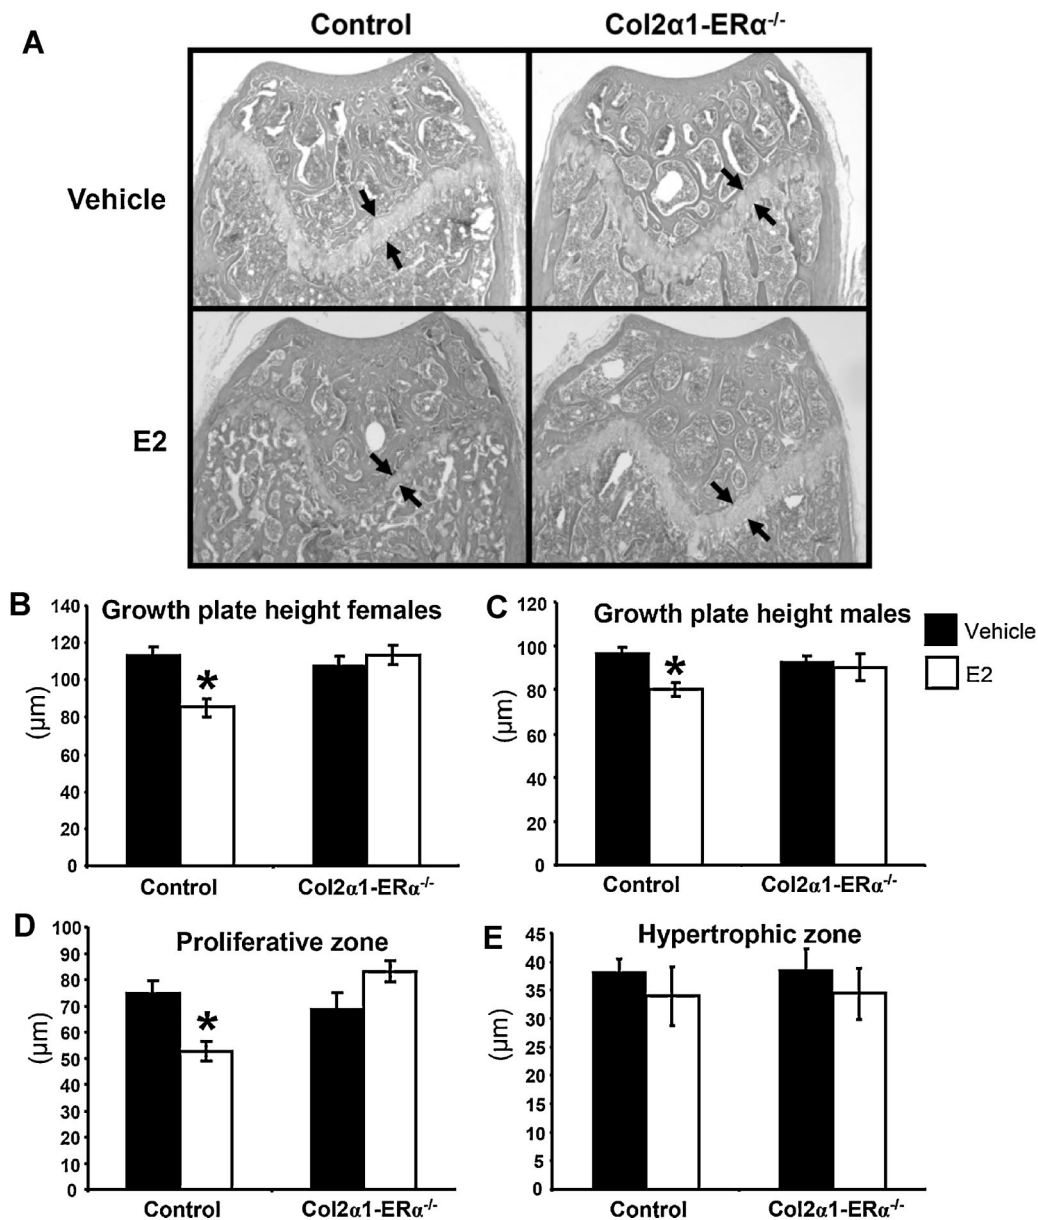 A
Control
Col2α1-ERα-/-
Vehicle
E2
B
Growth plate height females
(µm)
140
120
100
80
60
40
20
0
Control
Col2α1-ERα-/-
C
Growth plate height males
(µm)
120
100
80
60
40
20
0
Control
Col2α1-ERα-/-
Vehicle
E2
*
*
D
Proliferative zone
(µm)
100
90
80
70
60
50
40
30
20
10
0
*
Control
Col2α1-ERα-/-
E
Hypertrophic zone
(µm)
45
40
35
30
25
20
15
10
5
0
Control
Col2α1-ERα-/-